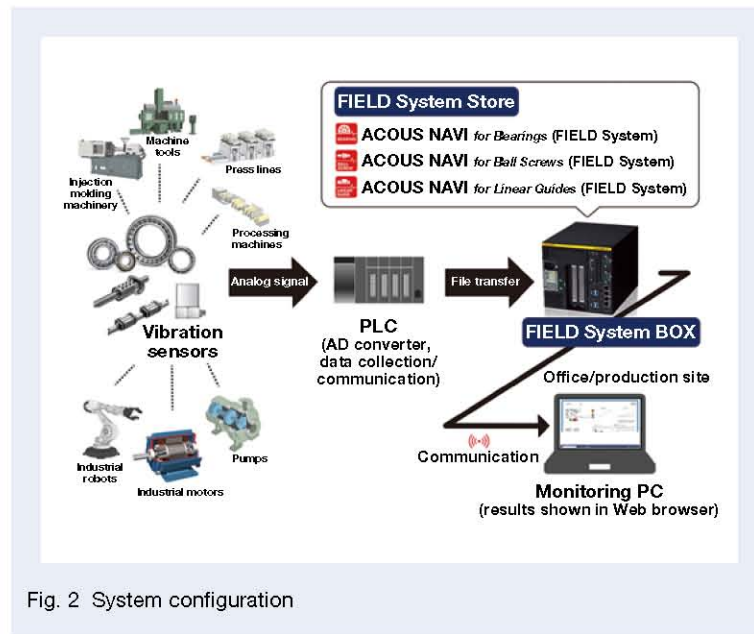 FIELD System Store
ACOUS NAVI for Bearings (FIELD System)
ACOUS NAVI for Ball Screws (FIELD System)
ACOUS NAVI for Linear Guides (FIELD System)
Machine
tools
Press lines
Injection
molding
machinery
Processing
machines
Vibration
sensors
Analog signal
PLC
(AD converter,
data collection/
communication)
File transfer
FIELD System BOX
Office/production site
Communication
Monitoring PC
(results shown in Web browser)
Industrial
robots
Industrial motors
Pumps
Fig. 2 System configuration